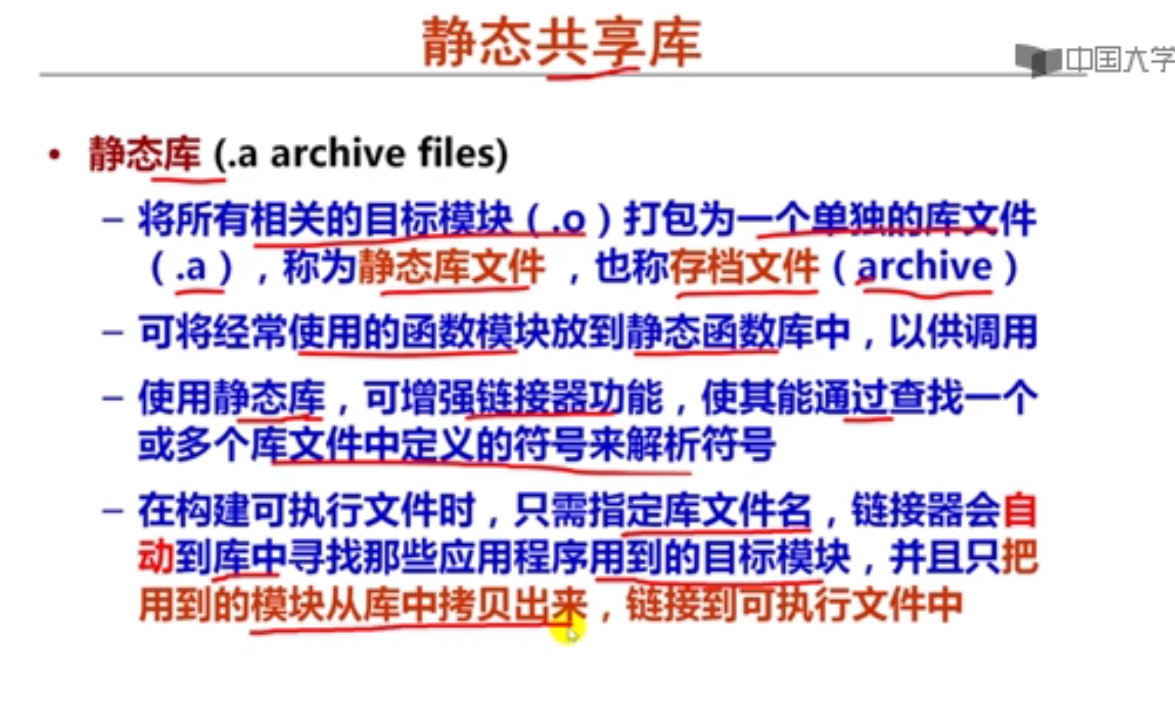 静态共享库
中国大学
• 静态库 (.a archive files)
– 将所有相关的目标模块（.o）打包为一个单独的库文件
（.a），称为静态库文件 ，也称存档文件（archive）
– 可将经常使用的函数模块放到静态函数库中，以供调用
– 使用静态库，可增强链接器功能，使其能通过查找一个
或多个库文件中定义的符号来解析符号
– 在构建可执行文件时，只需指定库文件名，链接器会自
动到库中寻找那些应用程序用到的目标模块，并且只把
用到的模块从库中拷贝出来，链接到可执行文件中